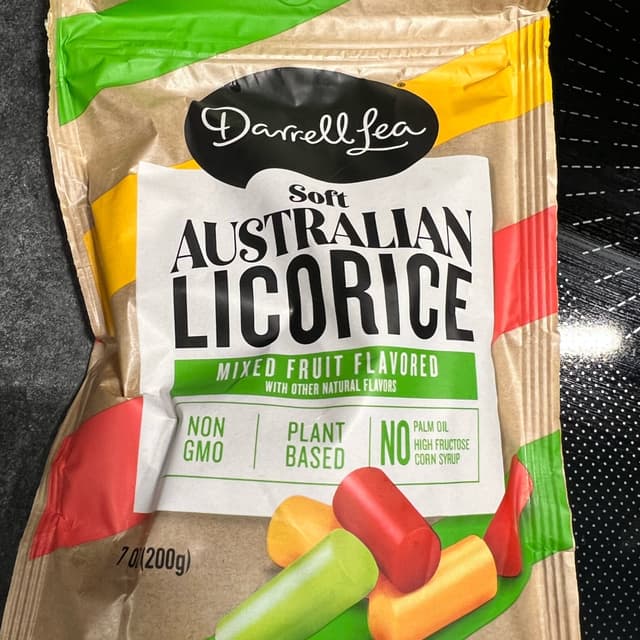 Darrell Lea
Soft
AUSTRALIAN
LICORICE
MIXED FRUIT FLAVORED
WITH OTHER NATURAL FLAVORS
NON
GMO
PLANT
BASED
NO
PALM OIL
HIGH FRUCTOSE
CORN SYRUP
7 (200g)